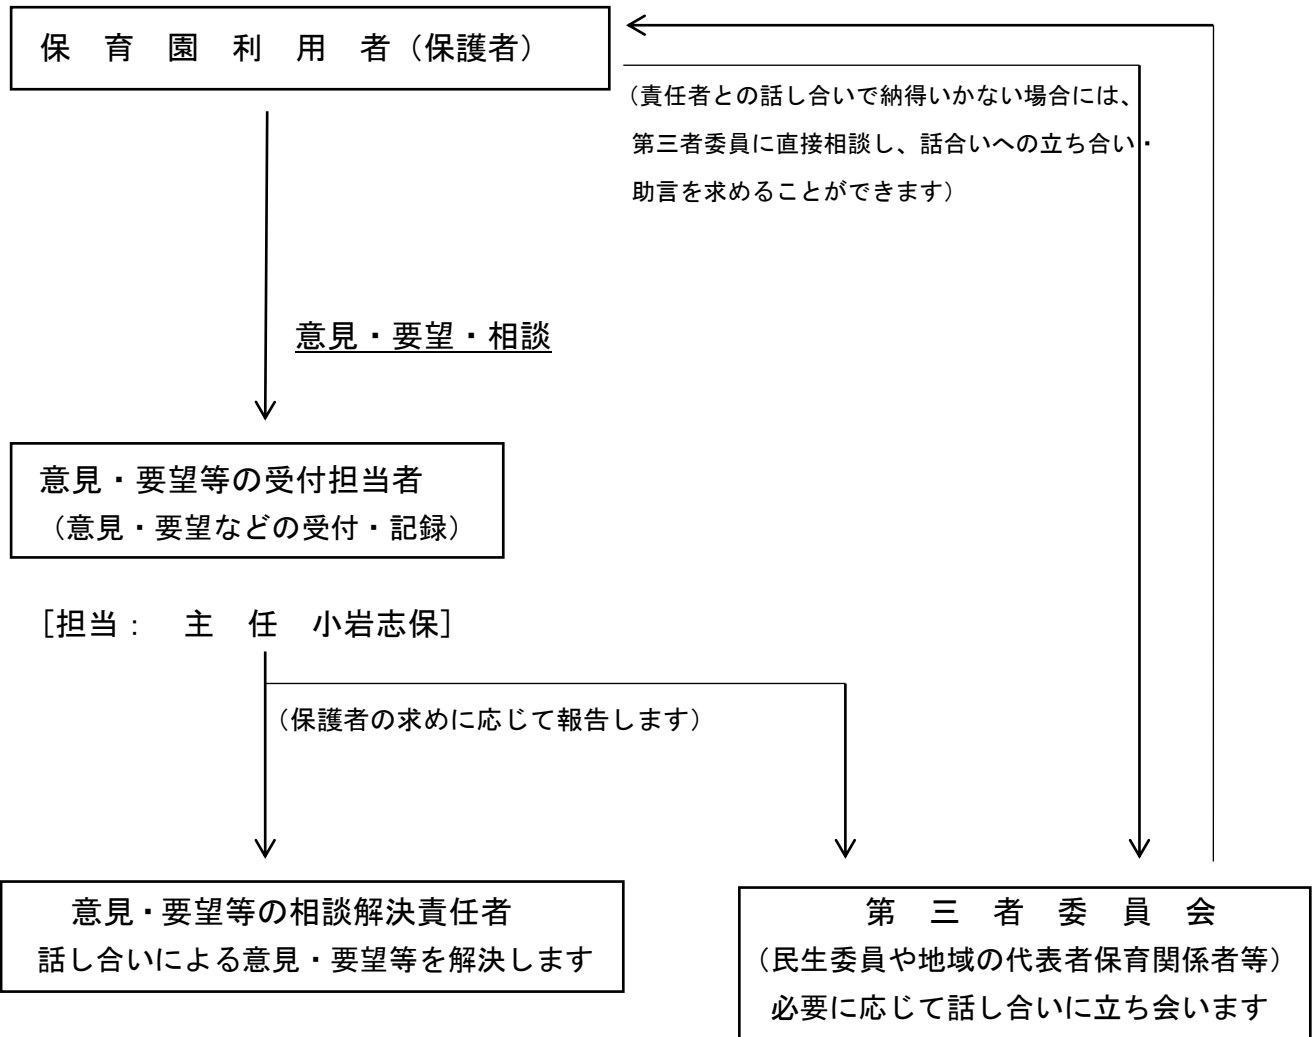 保　育　園　利　用　者（保護者）
（責任者との話し合いで納得いかない場合には、
第三者委員に直接相談し、話合いへの立ち合い・
助言を求めることができます）
意見・要望・相談
意見・要望等の受付担当者
（意見・要望などの受付・記録）
［担当：　主　任　小岩志保］
（保護者の求めに応じて報告します）
意見・要望等の相談解決責任者
話し合いによる意見・要望等を解決します
第　三　者　委　員　会
（民生委員や地域の代表者保育関係者等）
必要に応じて話し合いに立ち会います